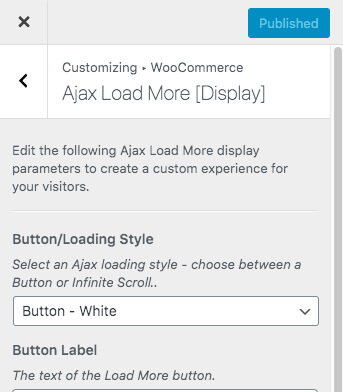 Published
Customizing ▸ WooCommerce
Ajax Load More [Display]
Edit the following Ajax Load More display
parameters to create a custom experience for
your visitors.
Button/Loading Style
Select an Ajax loading style - choose between a
Button or Infinite Scroll..
Button - White
Button Label
The text of the Load More button.